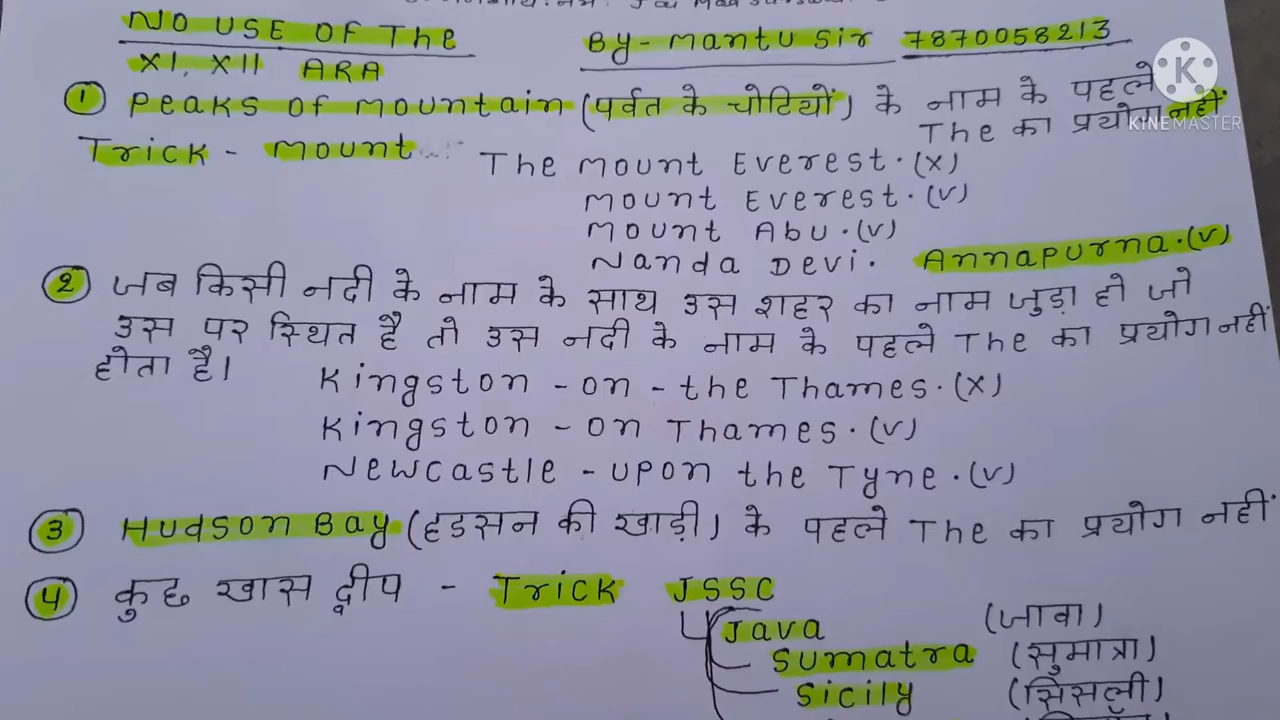 NO USE OF The By- Mantu Sir 7870058213
XI, XII ARA
① Peaks of mountain (पर्वत के चोटियों) के नाम के पहले
The का प्रयोग नहीं
KINEMASTER
Trick - Mount... The Mount Everest. (x)
Mount Everest. (v)
Mount Abu. (v)
Nanda Devi. Annapurna. (v)
② जब किसी नदी के नाम के साथ उस शहर का नाम जुड़ा हो जो
उस पर स्थित है तो उस नदी के नाम के पहले The का प्रयोग नहीं
होता है।
Kingston - on - the Thames. (x)
Kingston - on Thames. (v)
Newcastle - upon the Tyne. (v)
③ Hudson Bay (हडसन की खाड़ी) के पहले The का प्रयोग नहीं
④ कुछ खास द्वीप - Trick JSSC
Java (जावा)
Sumatra (सुमात्रा)
Sicily (सिसली)